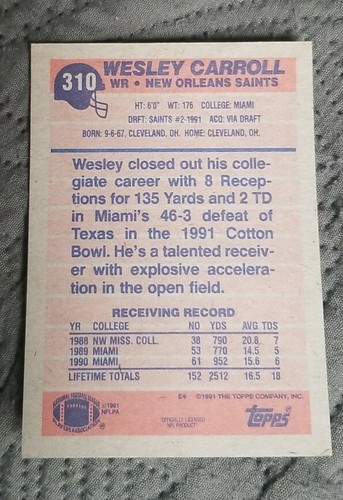 310
WESLEY CARROLL
WR • NEW ORLEANS SAINTS
HT: 6'0" WT: 176 COLLEGE: MIAMI
DRFT: SAINTS #2-1991 ACQ: VIA DRAFT
BORN: 9-6-67, CLEVELAND, OH. HOME: CLEVELAND, OH.
Wesley closed out his colle-
giate career with 8 Recep-
tions for 135 Yards and 2 TD
in Miami's 46-3 defeat of
Texas in the 1991 Cotton
Bowl. He's a talented receiv-
er with explosive accelera-
tion in the open field.
RECEIVING RECORD
YR COLLEGE NO YDS AVG TDS
1988 NW MISS. COLL. 38 790 20.8 7
1989 MIAMI 53 770 14.5 5
1990 MIAMI 61 952 15.6 6
LIFETIME TOTALS 152 2512 16.5 18
©1991 THE TOPPS COMPANY, INC.
©1991
NFLPA
OFFICIALLY LICENSED
NFL PRODUCT
Topps